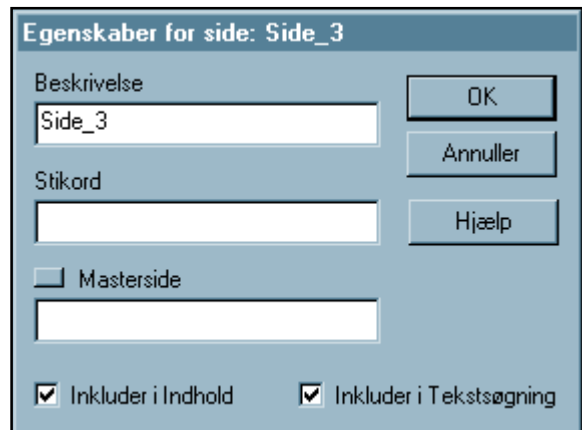 Egenskaber for side: Side_3
Beskrivelse
Side_3
OK
Annuller
Stikord
Hjælp
Masterside
Inkluder i Indhold
Inkluder i Tekstsøgning